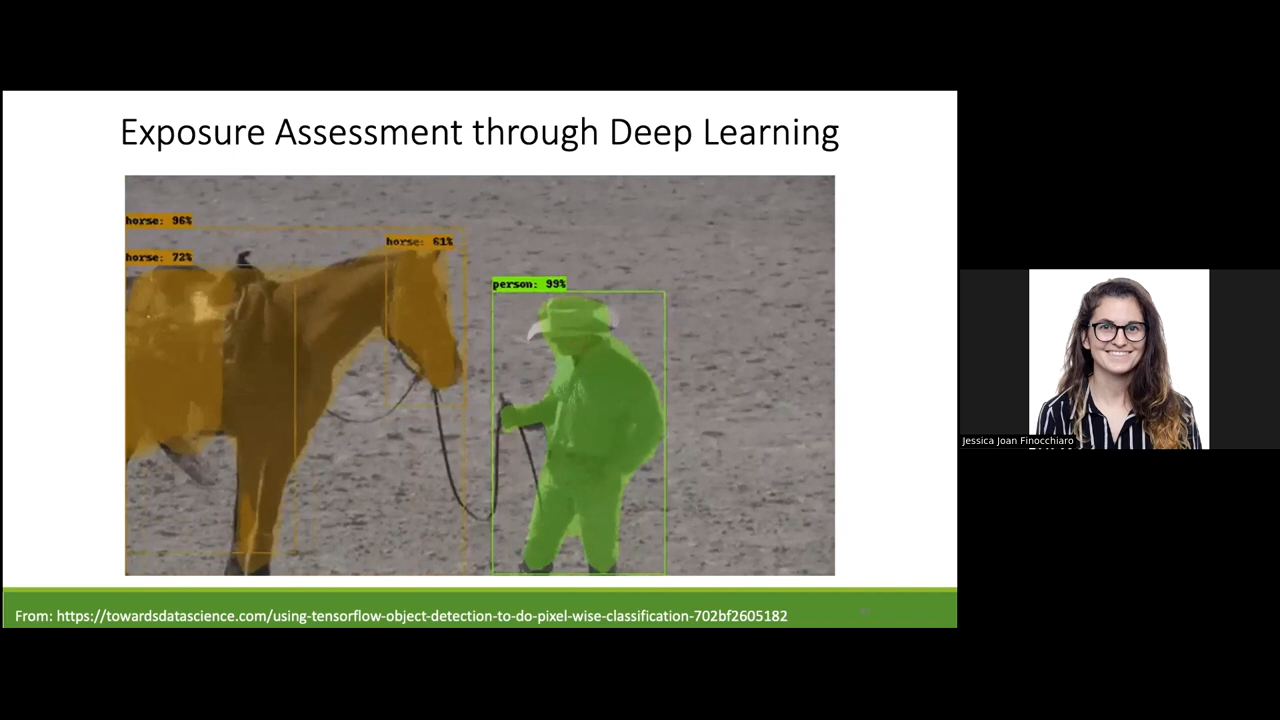 Exposure Assessment through Deep Learning
horse: 96%
horse: 61%
horse: 72%
person: 99%
From: https://towardsdatascience.com/using-tensorflow-object-detection-to-do-pixel-wise-classification-702bf2605182
Jessica Joan Finocchiaro